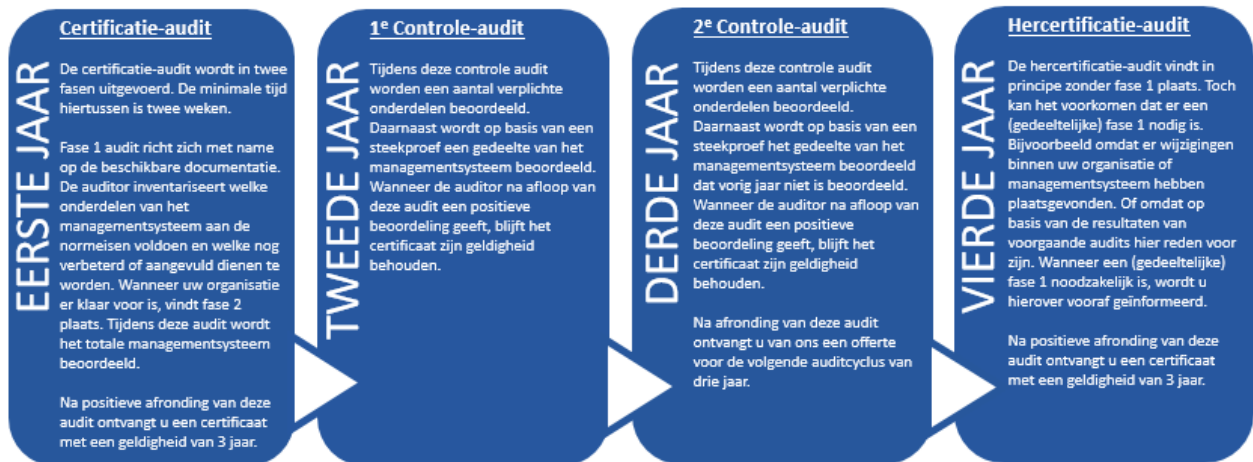 EERSTE JAAR
Certificatie-audit
De certificatie-audit wordt in twee
fasen uitgevoerd. De minimale tijd
hiertussen is twee weken.
Fase 1 audit richt zich met name
op de beschikbare documentatie.
De auditor inventariseert welke
onderdelen van het
managementsysteem aan de
normeisen voldoen en welke nog
verbeterd of aangevuld dienen te
worden. Wanneer uw organisatie
er klaar voor is, vindt fase 2
plaats. Tijdens deze audit wordt
het totale managementsysteem
beoordeeld.
Na positieve afronding van deze
audit ontvangt u een certificaat
met een geldigheid van 3 jaar.
TWEEDE JAAR
1e Controle-audit
Tijdens deze controle audit
worden een aantal verplichte
onderdelen beoordeeld.
Daarnaast wordt op basis van een
steekproef een gedeelte van het
managementsysteem beoordeeld.
Wanneer de auditor na afloop van
deze audit een positieve
beoordeling geeft, blijft het
certificaat zijn geldigheid
behouden.
DERDE JAAR
2e Controle-audit
Tijdens deze controle audit
worden een aantal verplichte
onderdelen beoordeeld.
Daarnaast wordt op basis van een
steekproef het gedeelte van het
managementsysteem beoordeeld
dat vorig jaar niet is beoordeeld.
Wanneer de auditor na afloop van
deze audit een positieve
beoordeling geeft, blijft het
certificaat zijn geldigheid
behouden.
Na afronding van deze audit
ontvangt u van ons een offerte
voor de volgende auditcyclus van
drie jaar.
VIERDE JAAR
Hercertificatie-audit
De hercertificatie-audit vindt in
principe zonder fase 1 plaats. Toch
kan het voorkomen dat er een
(gedeeltelijke) fase 1 nodig is.
Bijvoorbeeld omdat er wijzigingen
binnen uw organisatie of
managementsysteem hebben
plaatsgevonden. Of omdat op
basis van de resultaten van
voorgaande audits hier reden voor
zijn. Wanneer een (gedeeltelijke)
fase 1 noodzakelijk is, wordt u
hierover vooraf geïnformeerd.
Na positieve afronding van deze
audit ontvangt u een certificaat
met een geldigheid van 3 jaar.